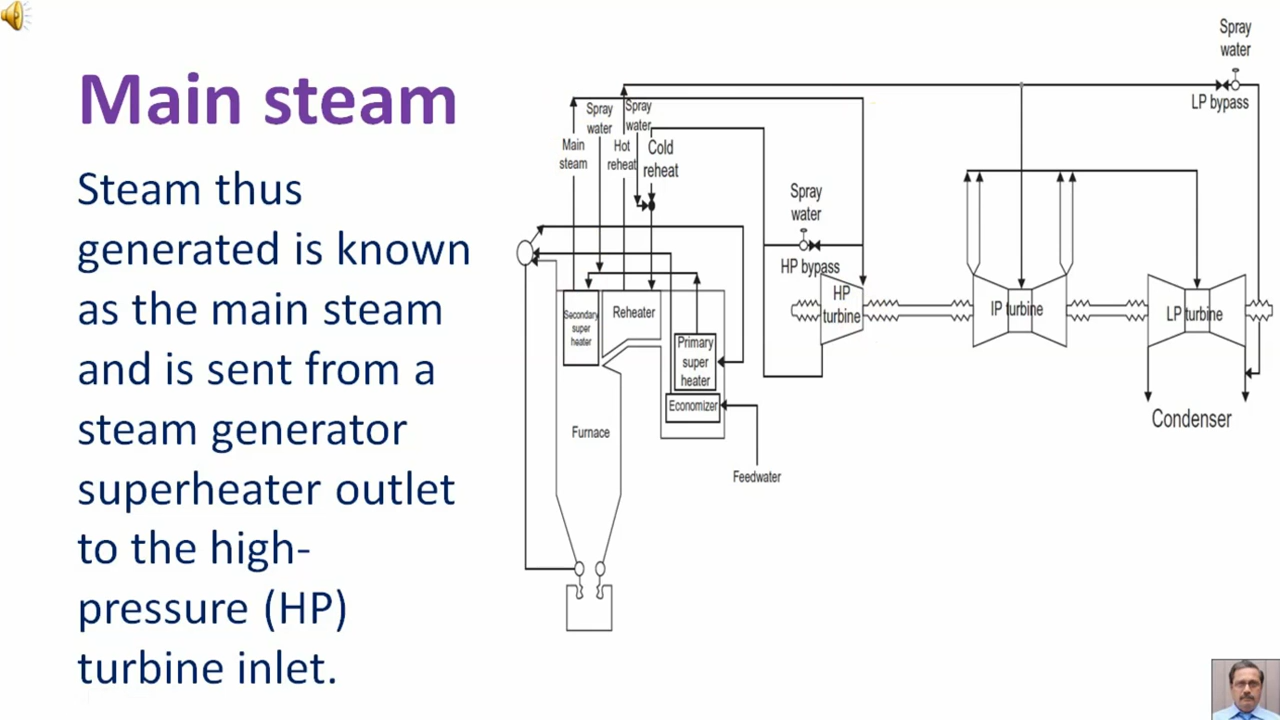 Main steam
Steam thus
generated is known
as the main steam
and is sent from a
steam generator
superheater outlet
to the high-
pressure (HP)
turbine inlet.
Spray
water
LP bypass
Spray
water
Spray
water
Main
steam
Hot
reheat
Cold
reheat
Spray
water
HP bypass
HP
turbine
IP turbine
LP turbine
Secondary
super
heater
Reheater
Primary
super
heater
Economizer
Condenser
Furnace
Feedwater